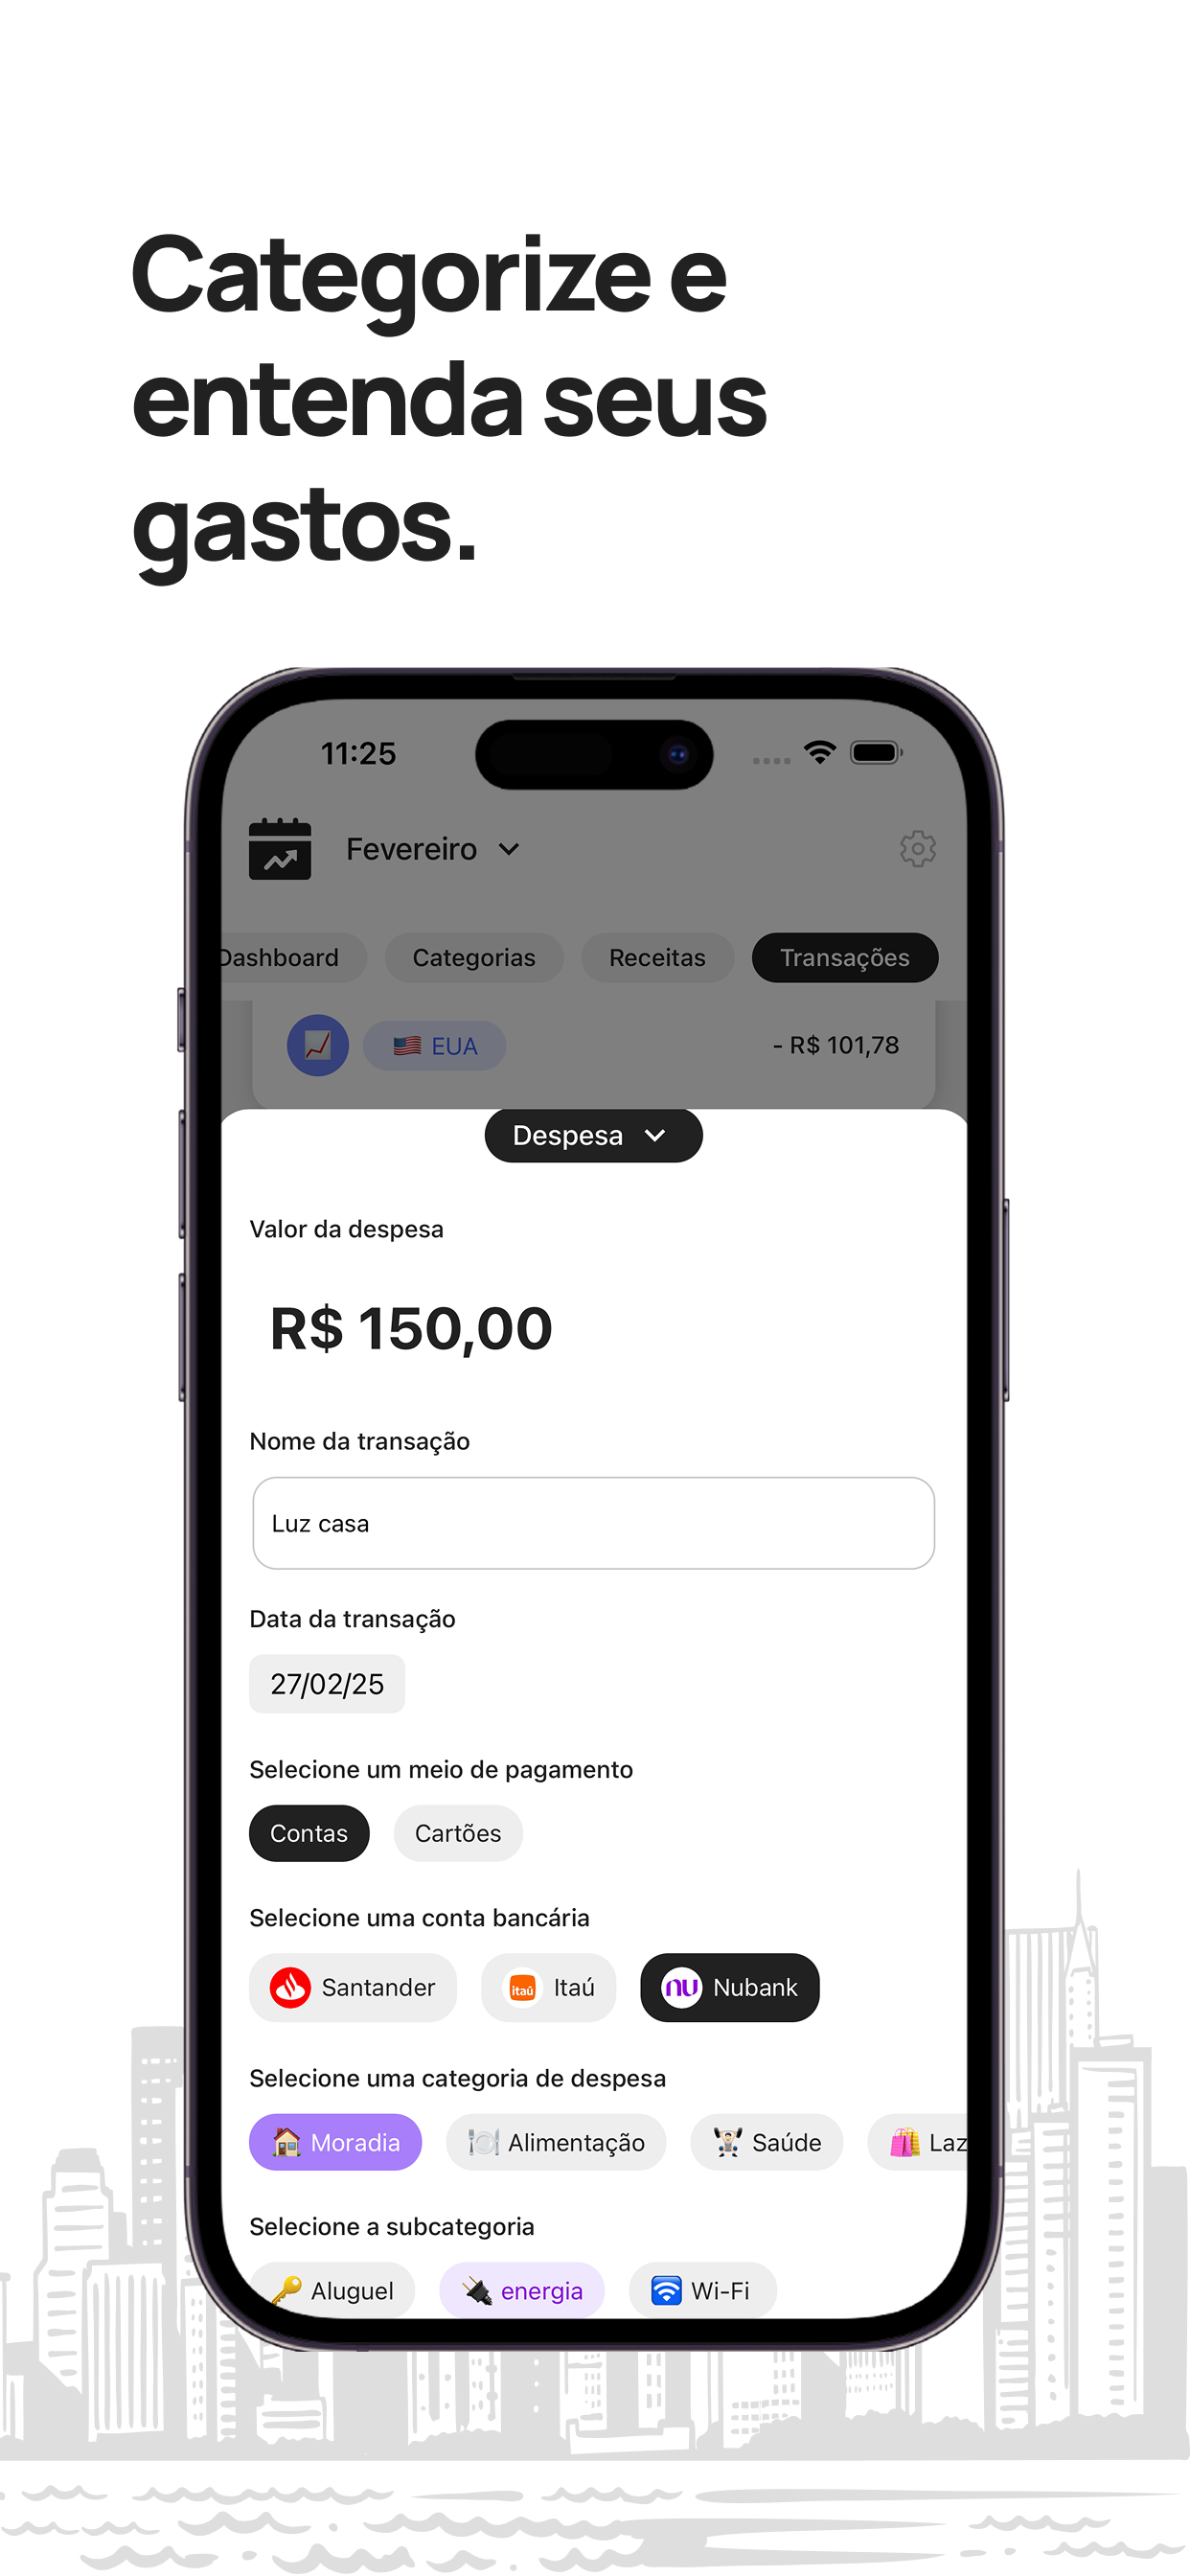 Categorize e
entenda seus
gastos.
11:25
Fevereiro
Dashboard Categorias Receitas Transações
🇺🇸 EUA - R$ 101,78
Despesa
Valor da despesa
R$ 150,00
Nome da transação
Luz casa
Data da transação
27/02/25
Selecione um meio de pagamento
Contas Cartões
Selecione uma conta bancária
Santander itaú Itaú nu Nubank
Selecione uma categoria de despesa
Moradia Alimentação Saúde Laz
Selecione a subcategoria
Aluguel energia Wi-Fi